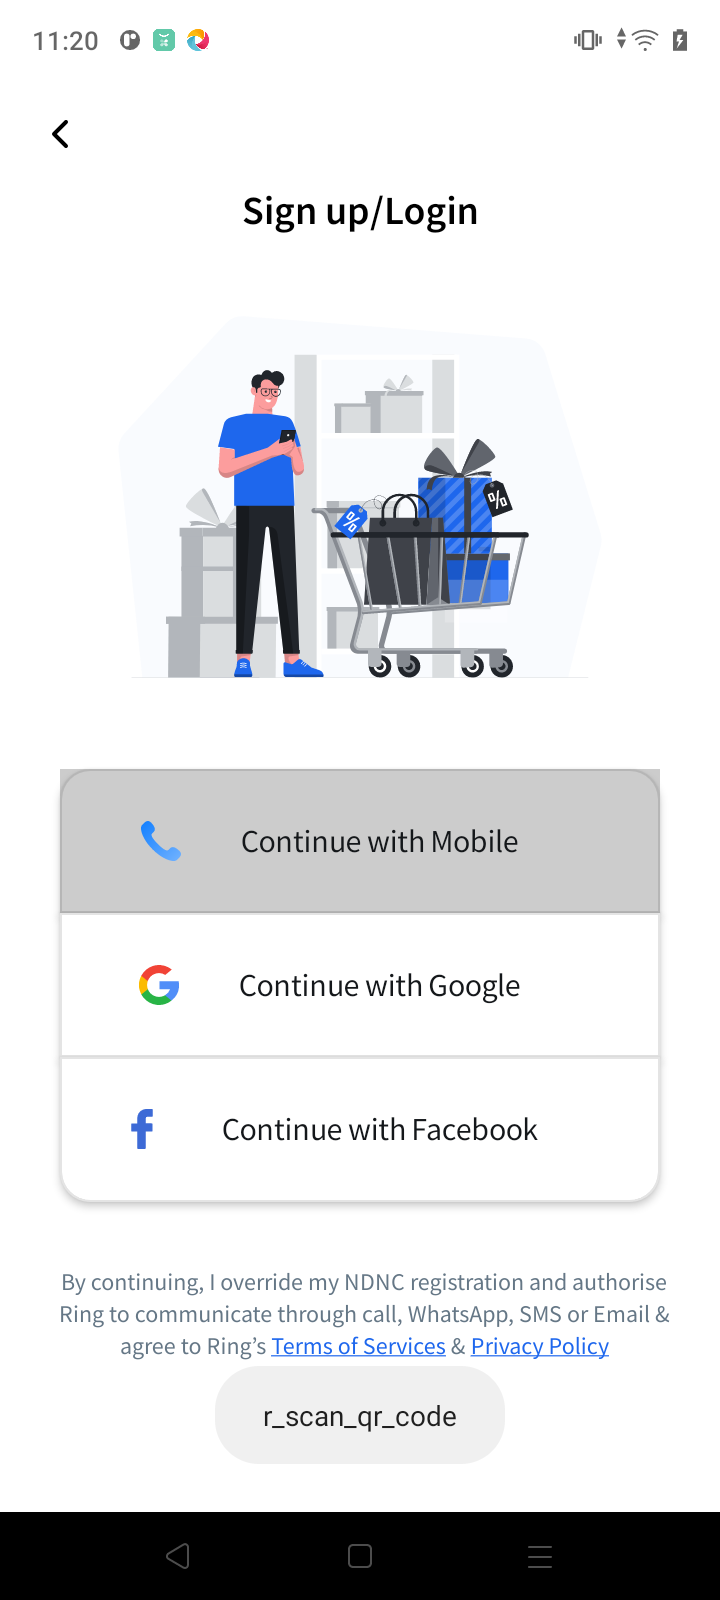 11:20
Sign up/Login
%
%
Continue with Mobile
Continue with Google
Continue with Facebook
By continuing, I override my NDNC registration and authorise
Ring to communicate through call, WhatsApp, SMS or Email &
agree to Ring’s Terms of Services & Privacy Policy
r_scan_qr_code